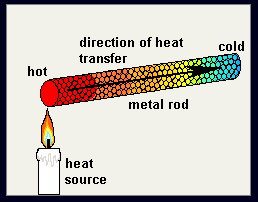 direction of heat
transfer
cold
hot
metal rod
heat
source